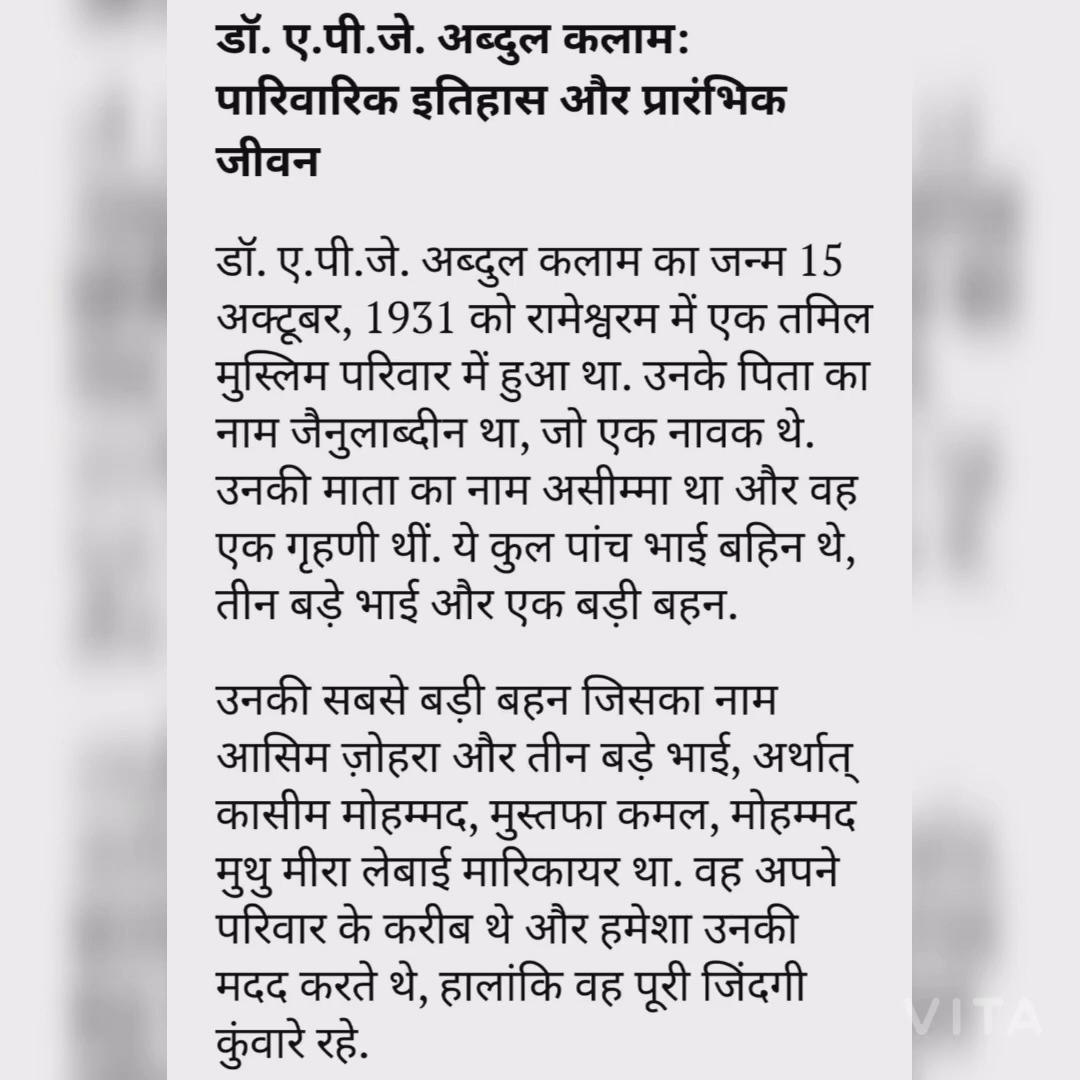 डॉ. ए.पी.जे. अब्दुल कलाम:
पारिवारिक इतिहास और प्रारंभिक
जीवन
डॉ. ए.पी.जे. अब्दुल कलाम का जन्म 15
अक्टूबर, 1931 को रामेश्वरम में एक तमिल
मुस्लिम परिवार में हुआ था. उनके पिता का
नाम जैनुलाब्दीन था, जो एक नावक थे.
उनकी माता का नाम असीम्मा था और वह
एक गृहणी थीं. ये कुल पांच भाई बहिन थे,
तीन बड़े भाई और एक बड़ी बहन.
उनकी सबसे बड़ी बहन जिसका नाम
आसिम ज़ोहरा और तीन बड़े भाई, अर्थात्
कासीम मोहम्मद, मुस्तफा कमल, मोहम्मद
मुथु मीरा लेबाई मारिकायर था. वह अपने
परिवार के करीब थे और हमेशा उनकी
मदद करते थे, हालांकि वह पूरी जिंदगी
कुंवारे रहे.
VITA